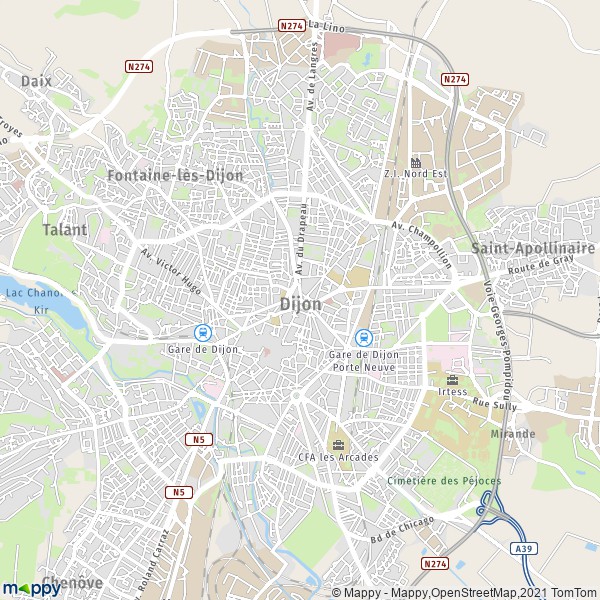 N274
La Lino
N274
Av. de Langres
N274
Daix
Troyes
Z.I. Nord Est
Fontaine-lès-Dijon
Av. du Drapeau
Av. Champollion
Talant
Av. Victor Hugo
Saint-Apollinaire
Route de Gray
Lac Chanoine
Kir
Dijon
Voie Georges Pompidou
Gare de Dijon
Gare de Dijon
Porte Neuve
Irtess
Rue Sully
Mirande
N5
CFA les Arcades
Cimetière des Péjoces
N5
Bd de Chicago
Av. Roland Carraz
A39
N274
Chenôve
mappy
© Mappy - Mappy,OpenStreetMap,2021 TomTom